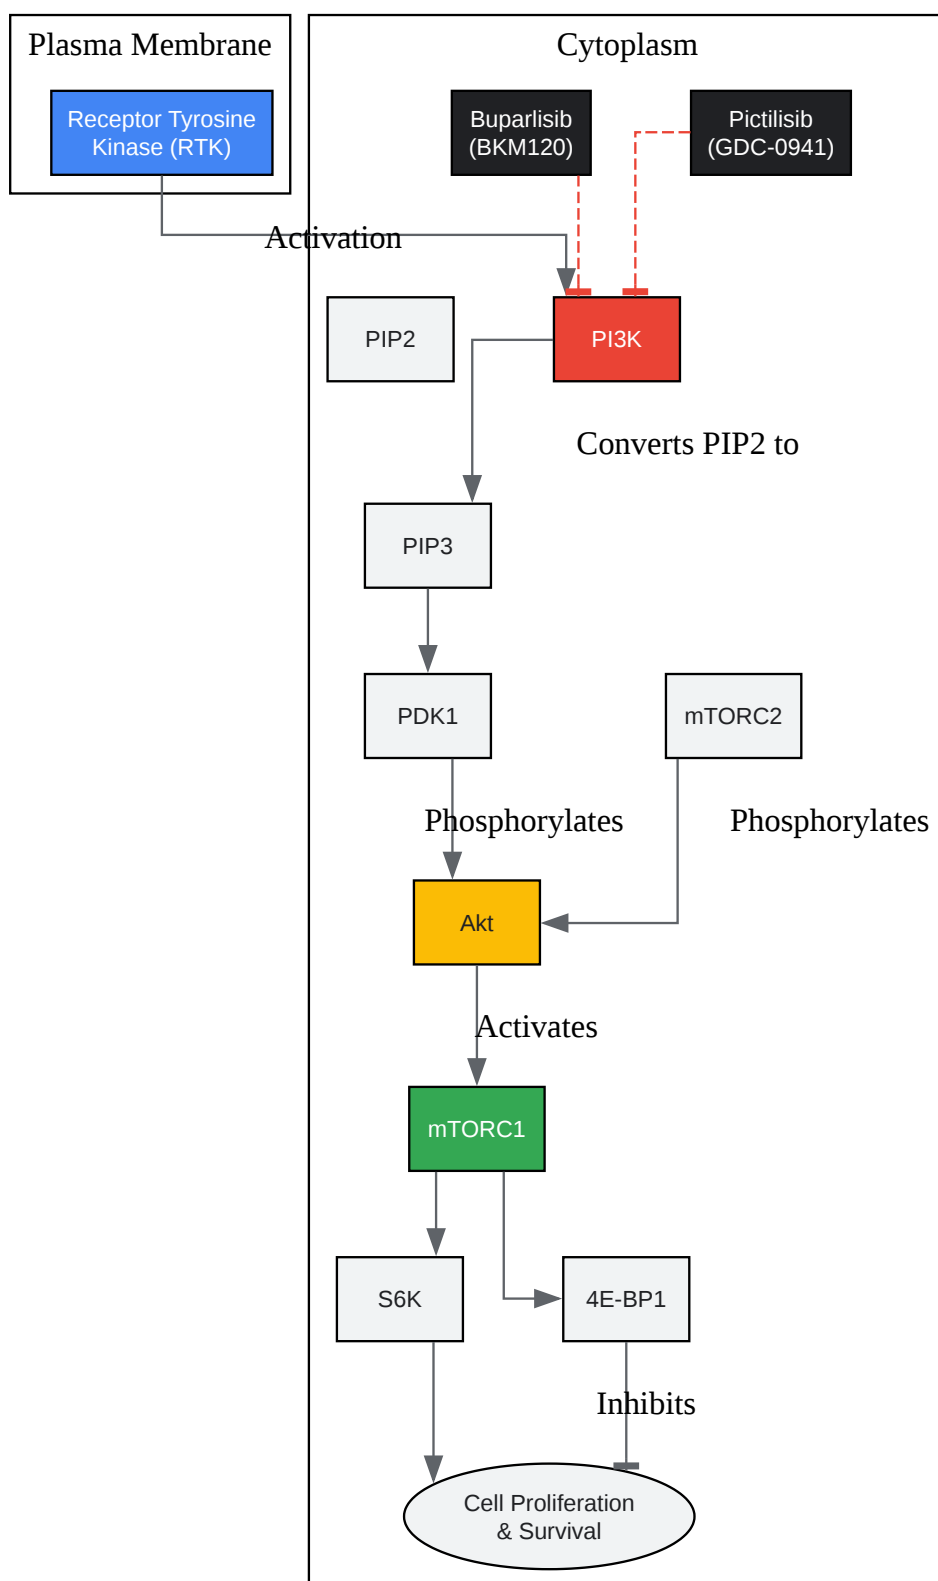 Plasma Membrane
Cytoplasm
Receptor Tyrosine
Kinase (RTK)
Buparlisib
(BKM120)
Pictilisib
(GDC-0941)
Activation
PIP2
PI3K
Converts PIP2 to
PIP3
PDK1
mTORC2
Phosphorylates
Phosphorylates
Akt
Activates
mTORC1
S6K
4E-BP1
Inhibits
Cell Proliferation
& Survival